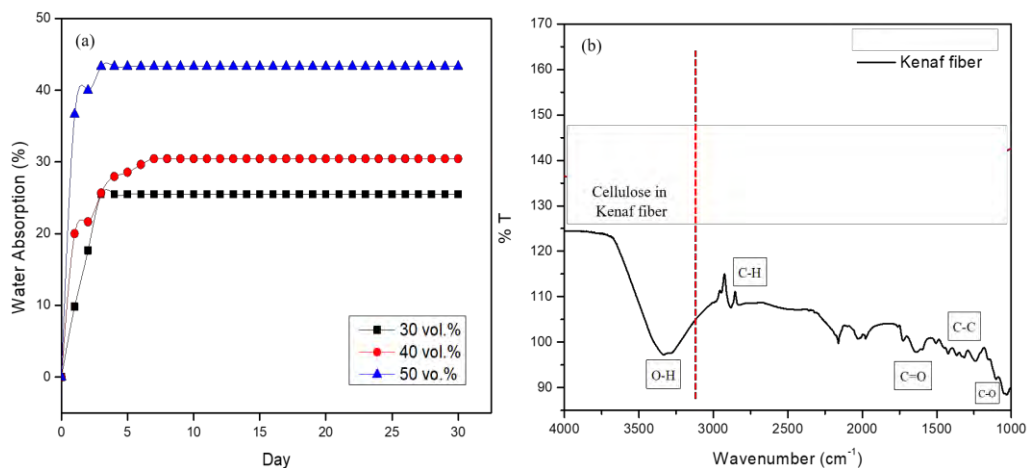 (a)
50
40
30
20
10
0
Water Absorption (%)
30 vol.%
40 vol.%
50 vo.%
0 5 10 15 20 25 30
Day
(b)
Kenaf fiber
170
160
150
140
130
120
110
100
90
% T
Cellulose in
Kenaf fiber
C-H
O-H
C=O
C-C
C-O
4000 3500 3000 2500 2000 1500 1000
Wavenumber (cm⁻¹)